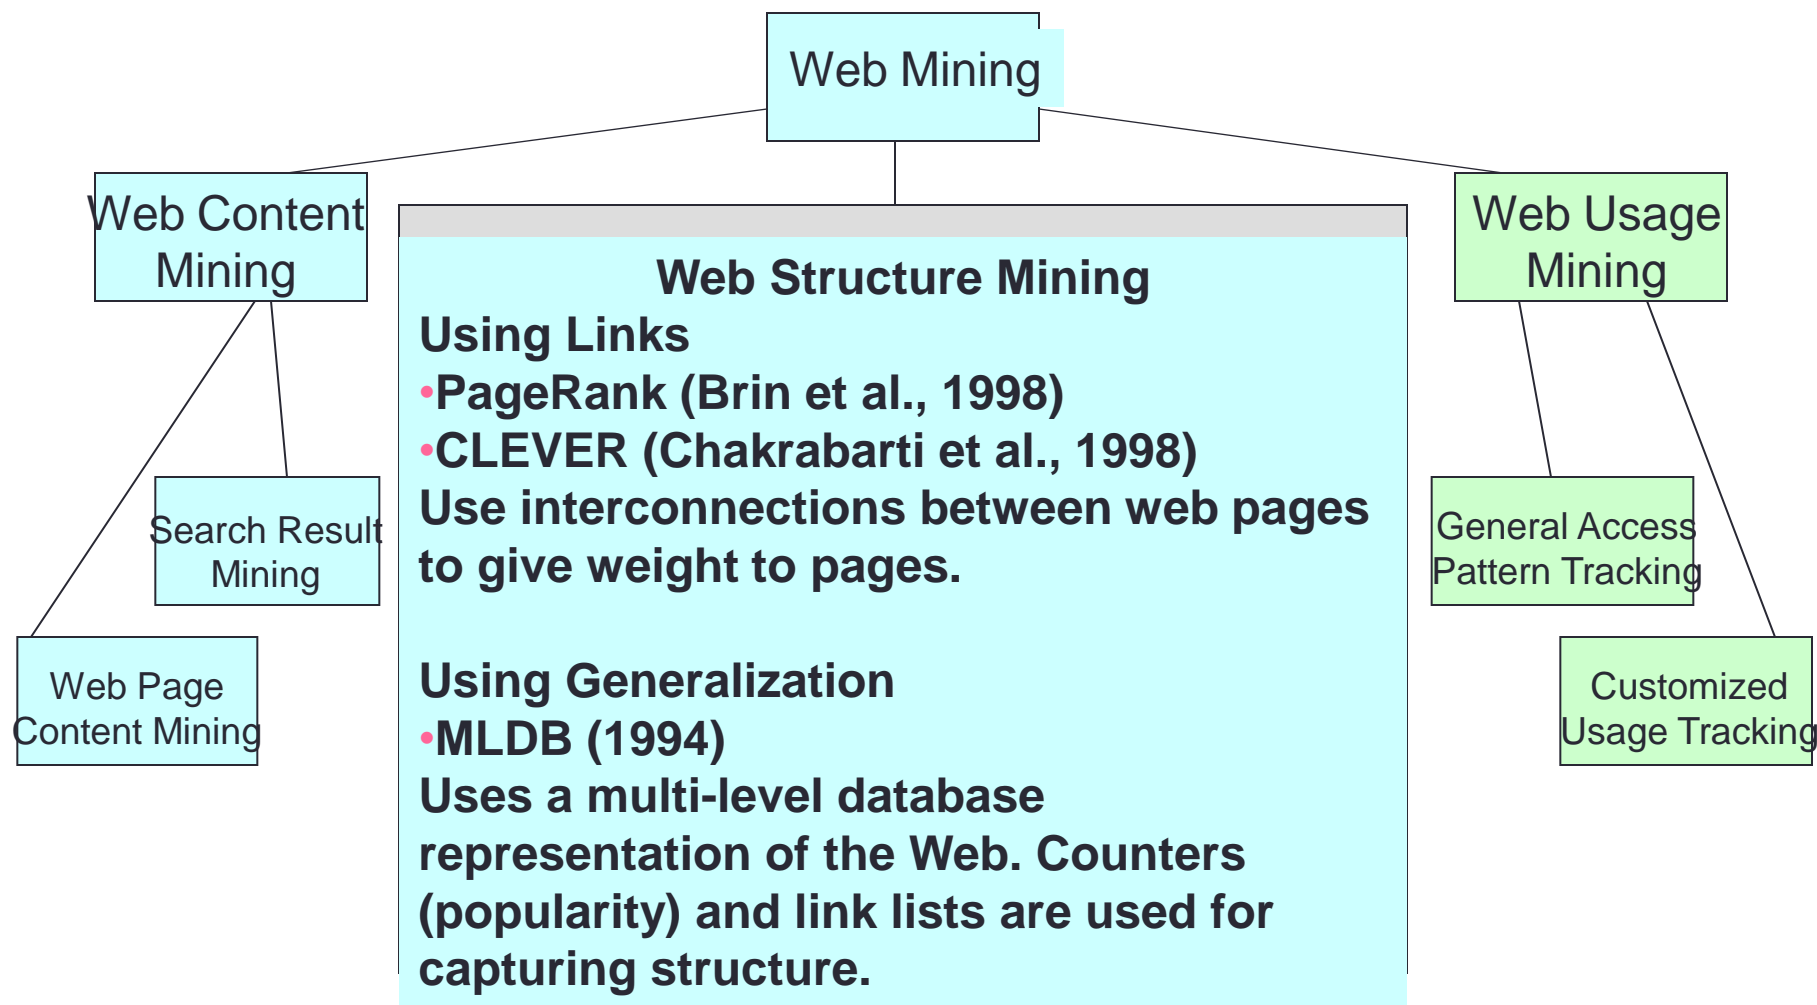 Web Mining
Web Content
Mining
Web Usage
Mining
Web Structure Mining
Using Links
•PageRank (Brin et al., 1998)
•CLEVER (Chakrabarti et al., 1998)
Use interconnections between web pages
to give weight to pages.
Using Generalization
•MLDB (1994)
Uses a multi-level database
representation of the Web. Counters
(popularity) and link lists are used for
capturing structure.
Search Result
Mining
Web Page
Content Mining
General Access
Pattern Tracking
Customized
Usage Tracking